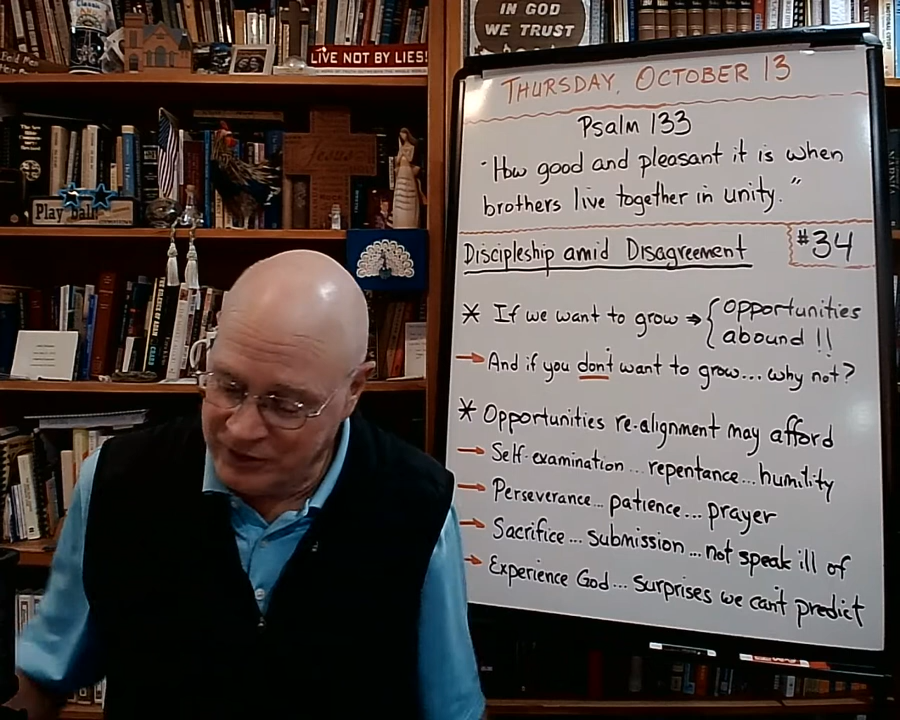 LIVE NOT BY LIES!
IN GOD
WE TRUST
Play ball
Jesus
THURSDAY, OCTOBER 13
Psalm 133
"How good and pleasant it is when
brothers live together in unity."
Discipleship amid Disagreement
#34
* If we want to grow → { opportunities
abound !!
→ And if you don't want to grow... why not?
* Opportunities re-alignment may afford
→ Self-examination... repentance... humility
→ Perseverance... patience... prayer
→ Sacrifice... submission... not speak ill of
→ Experience God... surprises we can't predict